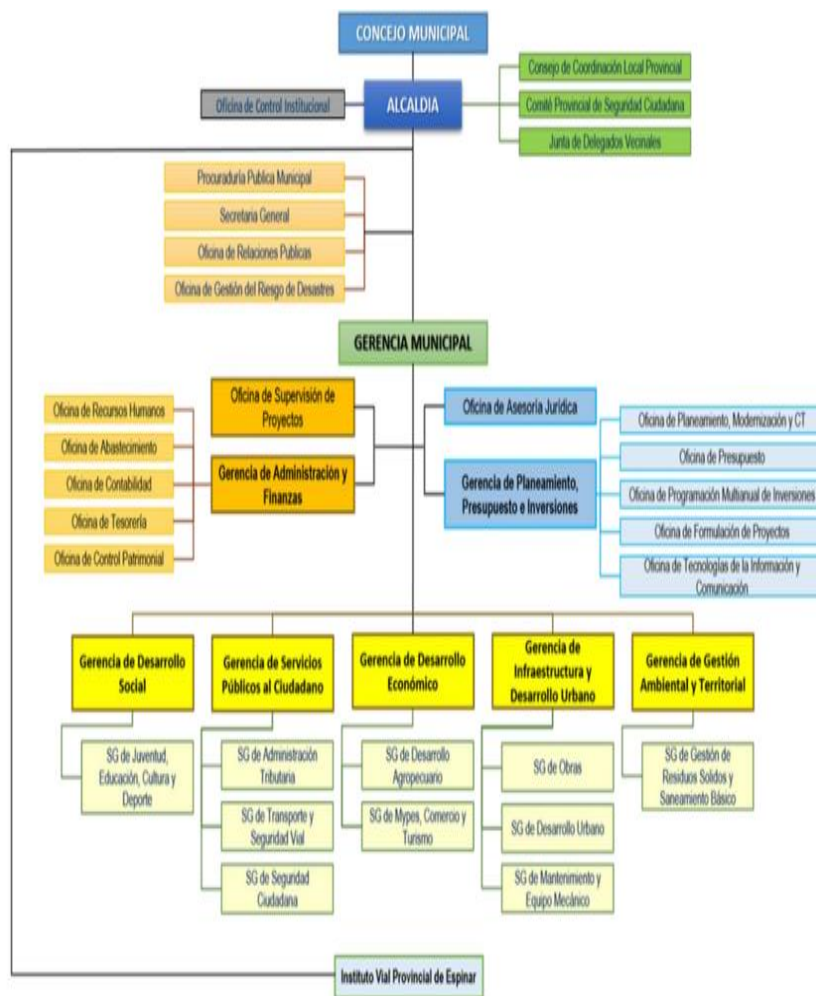 CONCEJO MUNICIPAL
Consejo de Coordinación Local Provincial
Oficina de Control Institucional
ALCALDIA
Comité Provincial de Seguridad Ciudadana
Junta de Delegados Vecinales
Procuraduría Publica Municipal
Secretaria General
Oficina de Relaciones Publicas
Oficina de Gestión del Riesgo de Desastres
GERENCIA MUNICIPAL
Oficina de Recursos Humanos
Oficina de Abastecimiento
Oficina de Contabilidad
Oficina de Tesorería
Oficina de Control Patrimonial
Oficina de Supervisión de
Proyectos
Gerencia de Administración y
Finanzas
Oficina de Asesoría Jurídica
Gerencia de Planeamiento,
Presupuesto e Inversiones
Oficina de Planeamiento, Modernización y CT
Oficina de Presupuesto
Oficina de Programación Multianual de Inversiones
Oficina de Formulación de Proyectos
Oficina de Tecnologías de la Información y
Comunicación
Gerencia de Desarrollo
Social
SG de Juventud,
Educación, Cultura y
Deporte
Gerencia de Servicios
Públicos al Ciudadano
SG de Administración
Tributaria
SG de Transporte y
Seguridad Vial
SG de Seguridad
Ciudadana
Gerencia de Desarrollo
Económico
SG de Desarrollo
Agropecuario
SG de Mypes, Comercio y
Turismo
Gerencia de
Infraestructura y
Desarrollo Urbano
SG de Obras
SG de Desarrollo Urbano
SG de Mantenimiento y
Equipo Mecánico
Gerencia de Gestión
Ambiental y Territorial
SG de Gestión de
Residuos Solidos y
Saneamiento Básico
Instituto Vial Provincial de Espinar